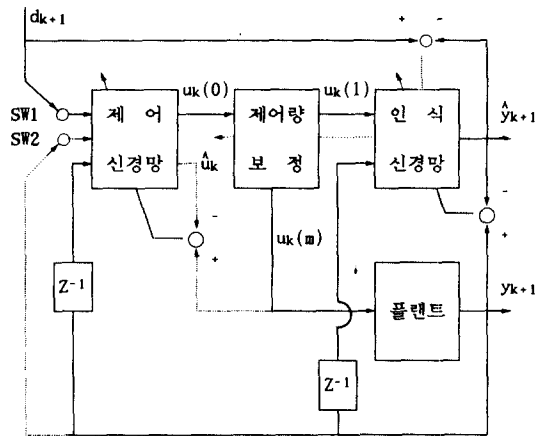 d_{k+1}
+ -
u_k(0) u_k(1)
SW1
제 어 제어량 인 식
ŷ_{k+1}
SW2
û_k
신경망 보 정 신경망
-
-
+
+
u_k(m)
Z^{-1}
플랜트
y_{k+1}
Z^{-1}